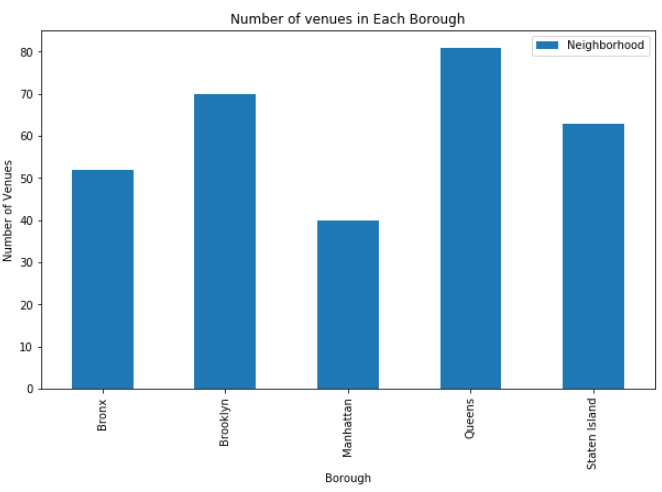 Number of venues in Each Borough
Neighborhood
Number of Venues
80
70
60
50
40
30
20
10
0
Bronx
Brooklyn
Manhattan
Queens
Staten Island
Borough